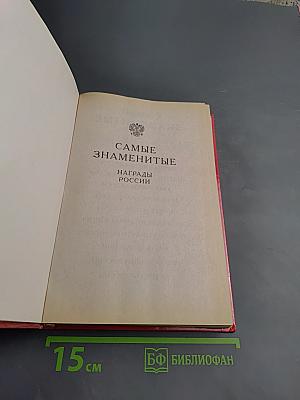 САМЫЕ
ЗНАМЕНИТЫЕ
НАГРАДЫ
РОССИИ
15 см
БФ БИБЛИОФАН